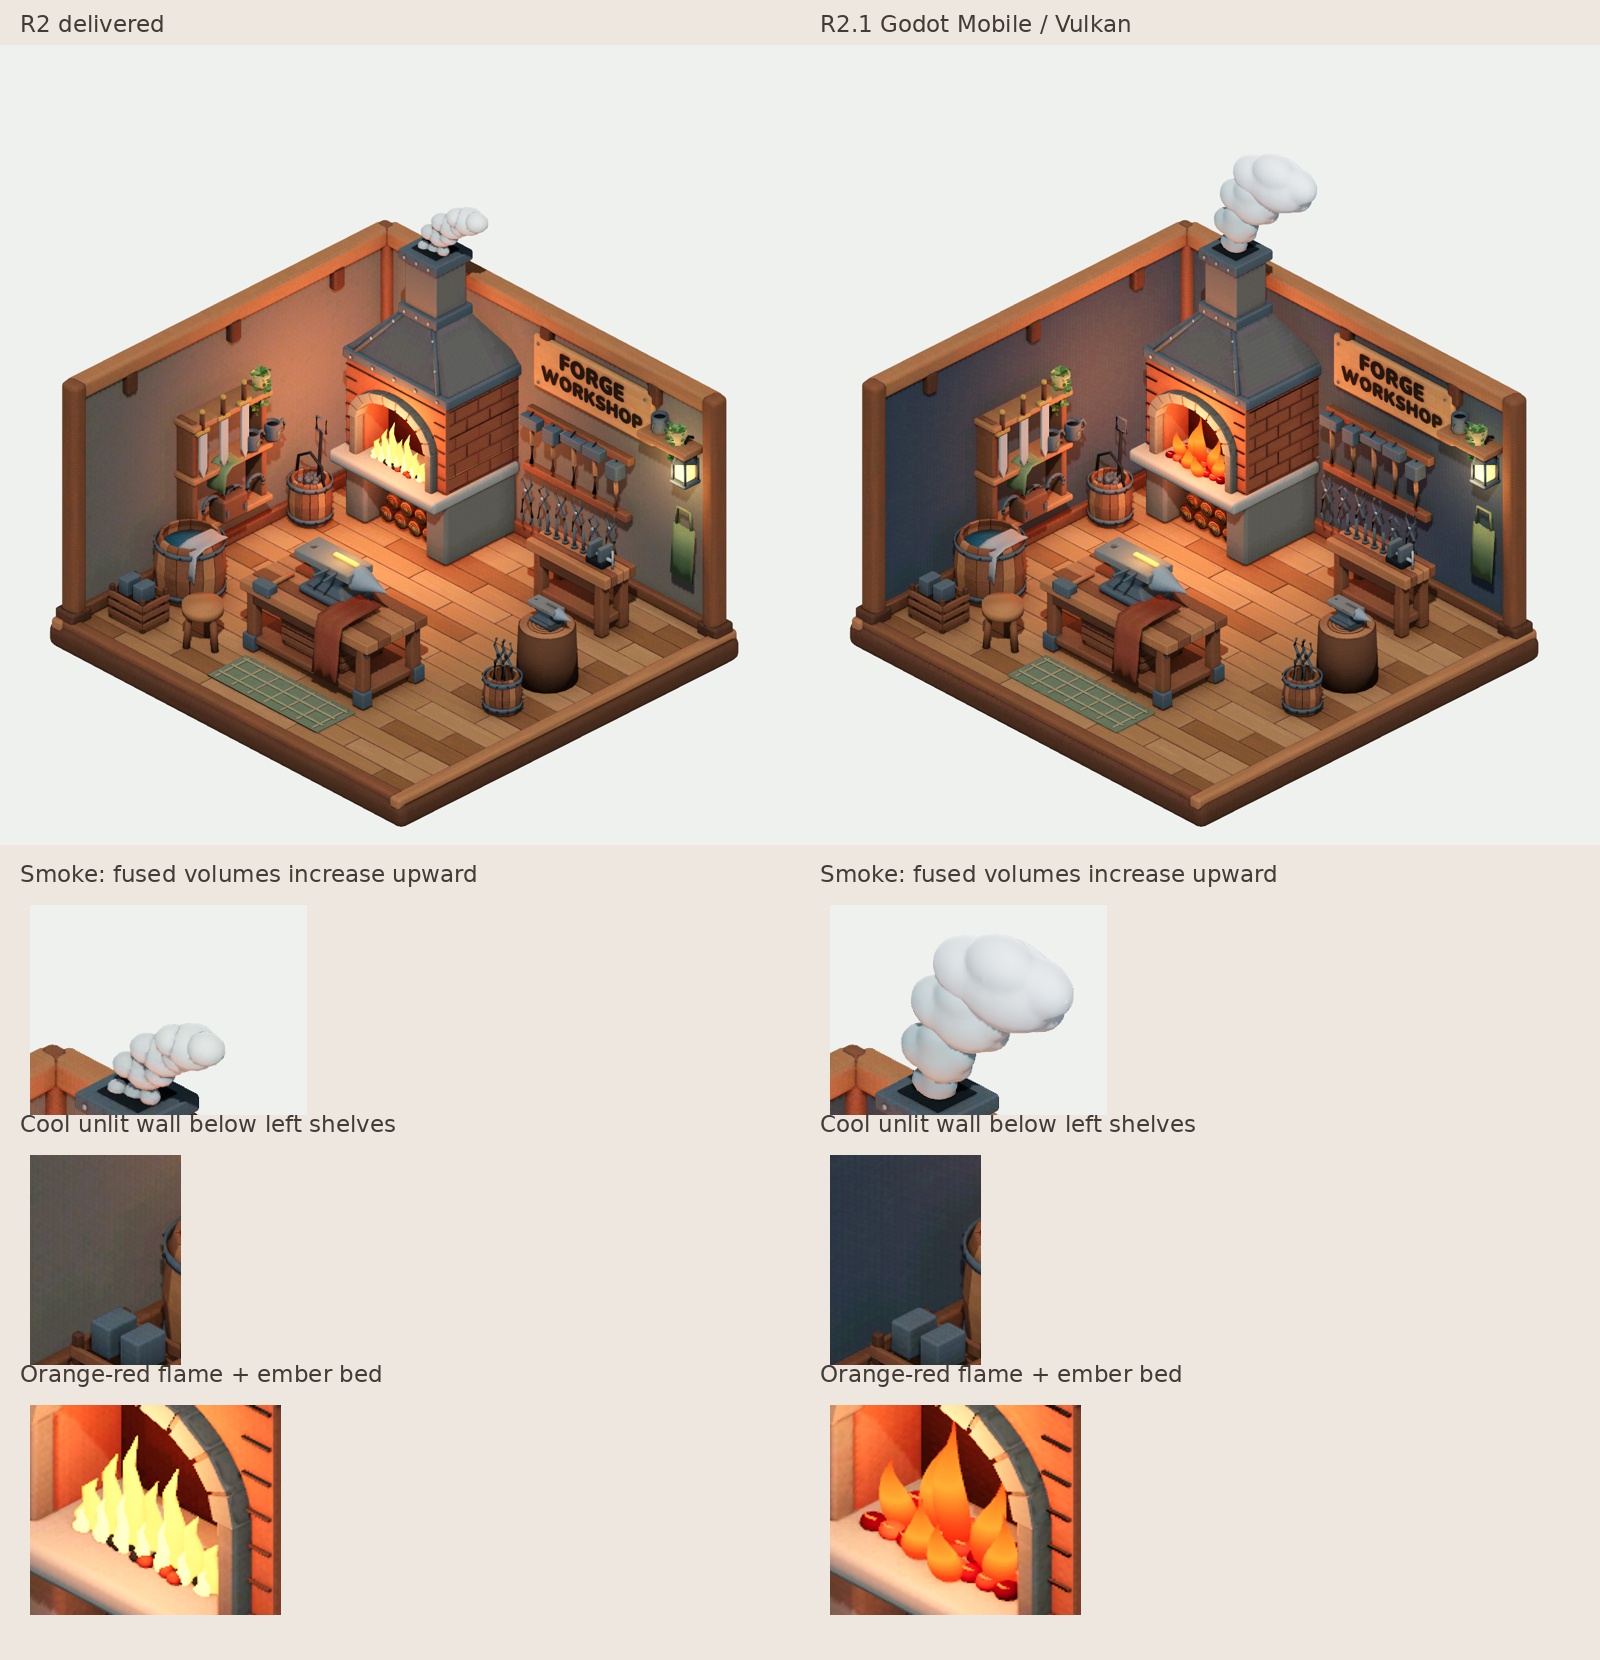 R2 delivered
R2.1 Godot Mobile / Vulkan
FORGE
WORKSHOP
FORGE
WORKSHOP
Smoke: fused volumes increase upward
Smoke: fused volumes increase upward
Cool unlit wall below left shelves
Cool unlit wall below left shelves
Orange-red flame + ember bed
Orange-red flame + ember bed